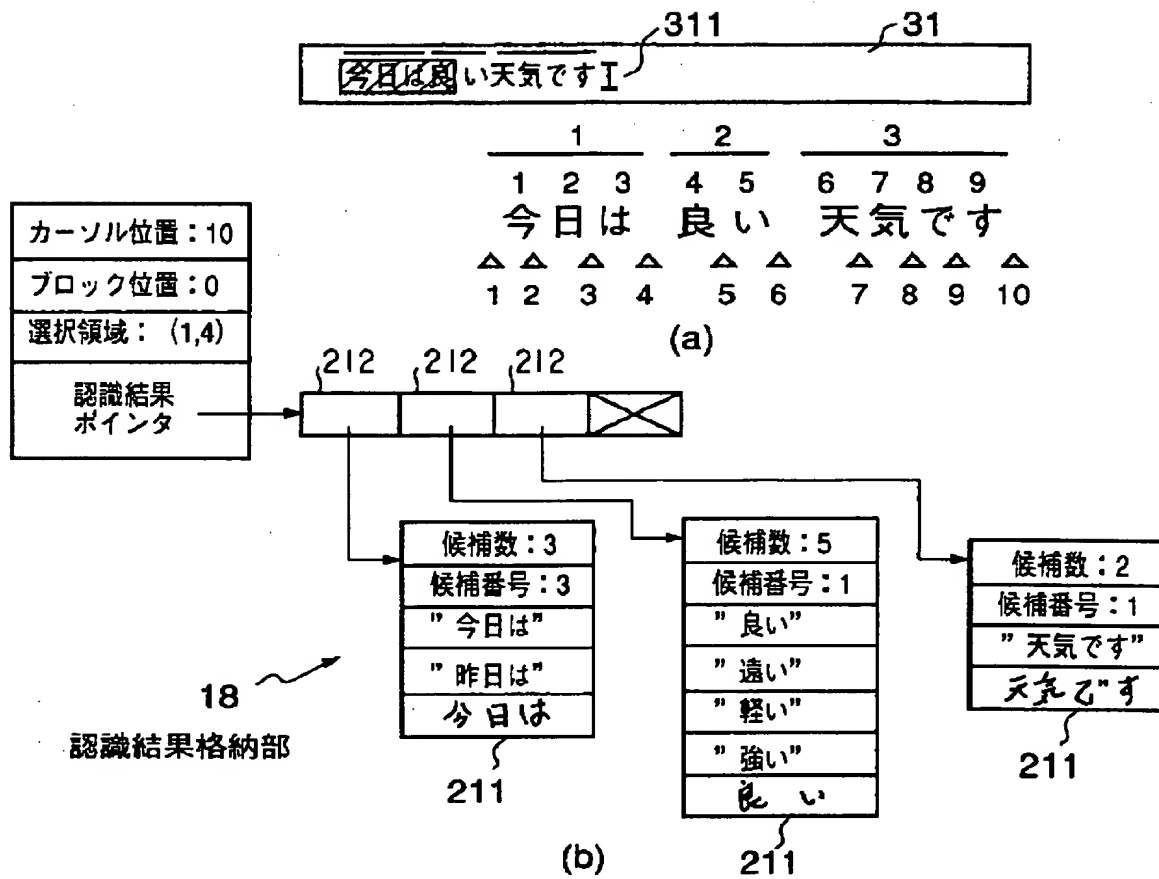 311 31
今日は良い天気です
1 2 3
1 2 3 4 5 6 7 8 9
今日は 良い 天気です
1 2 3 4 5 6 7 8 9 10
(a)
カーソル位置：10
ブロック位置：0
選択領域： (1,4)
認識結果
ポインタ
212 212 212
候補数：3
候補番号：3
”今日は”
”昨日は”
今日は
211
候補数：5
候補番号：1
”良い”
”遠い”
”軽い”
”強い”
良い
211
候補数：2
候補番号：1
”天気です”
天気です
211
18
認識結果格納部
(b)